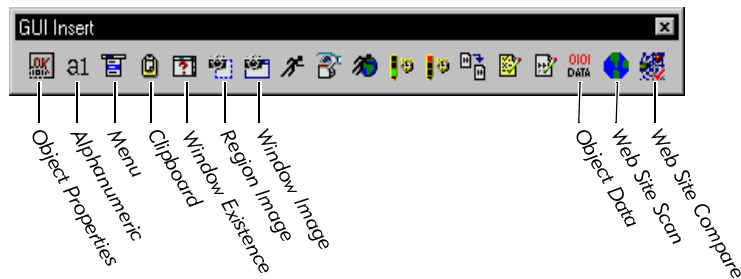 GUI Insert
OK
a1
?
0101
DATA
Object Properties
Alphanumeric
Menu
Clipboard
Window Existence
Region Image
Window Image
Object Data
Web Site Scan
Web Site Compare